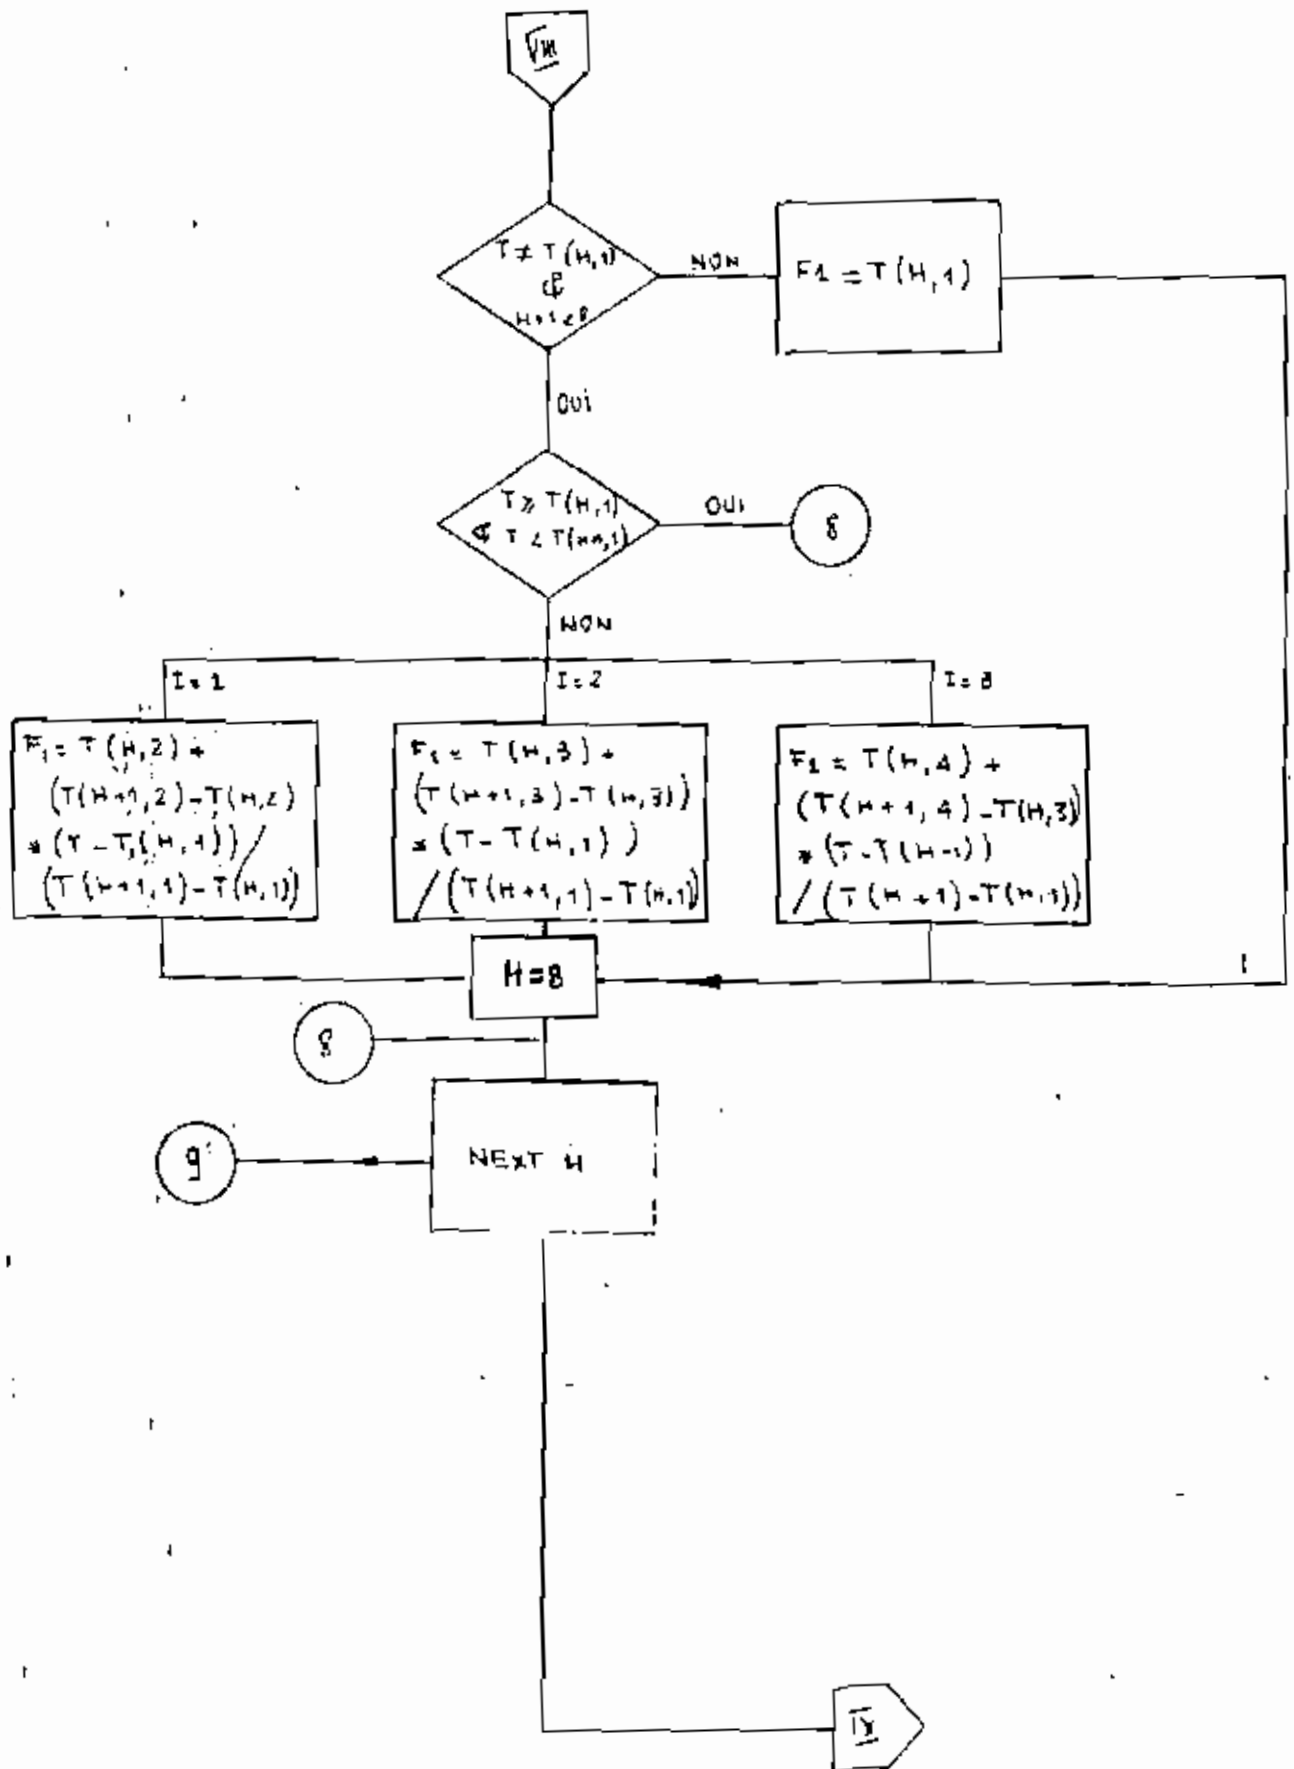 VIII
T ≠ T(H,1)
&
H+1<8
NON
F1 = T(H,1)
OUI
T ⩾ T(H,1)
& T < T(H+1,1)
OUI
8
NON
I=1
I=2
I=3
F1 = T(H,2) +
(T(H+1,2)-T(H,2)
* (T-T(H,1)) /
(T(H+1,1)-T(H,1))
F1 = T(H,3) +
(T(H+1,3)-T(H,3))
* (T-T(H,1))
/(T(H+1,1)-T(H,1))
F1 = T(H,4) +
(T(H+1,4)-T(H,3))
* (T-T(H-1))
/(T(H+1)-T(H,1))
H=8
8
NEXT H
9
IX